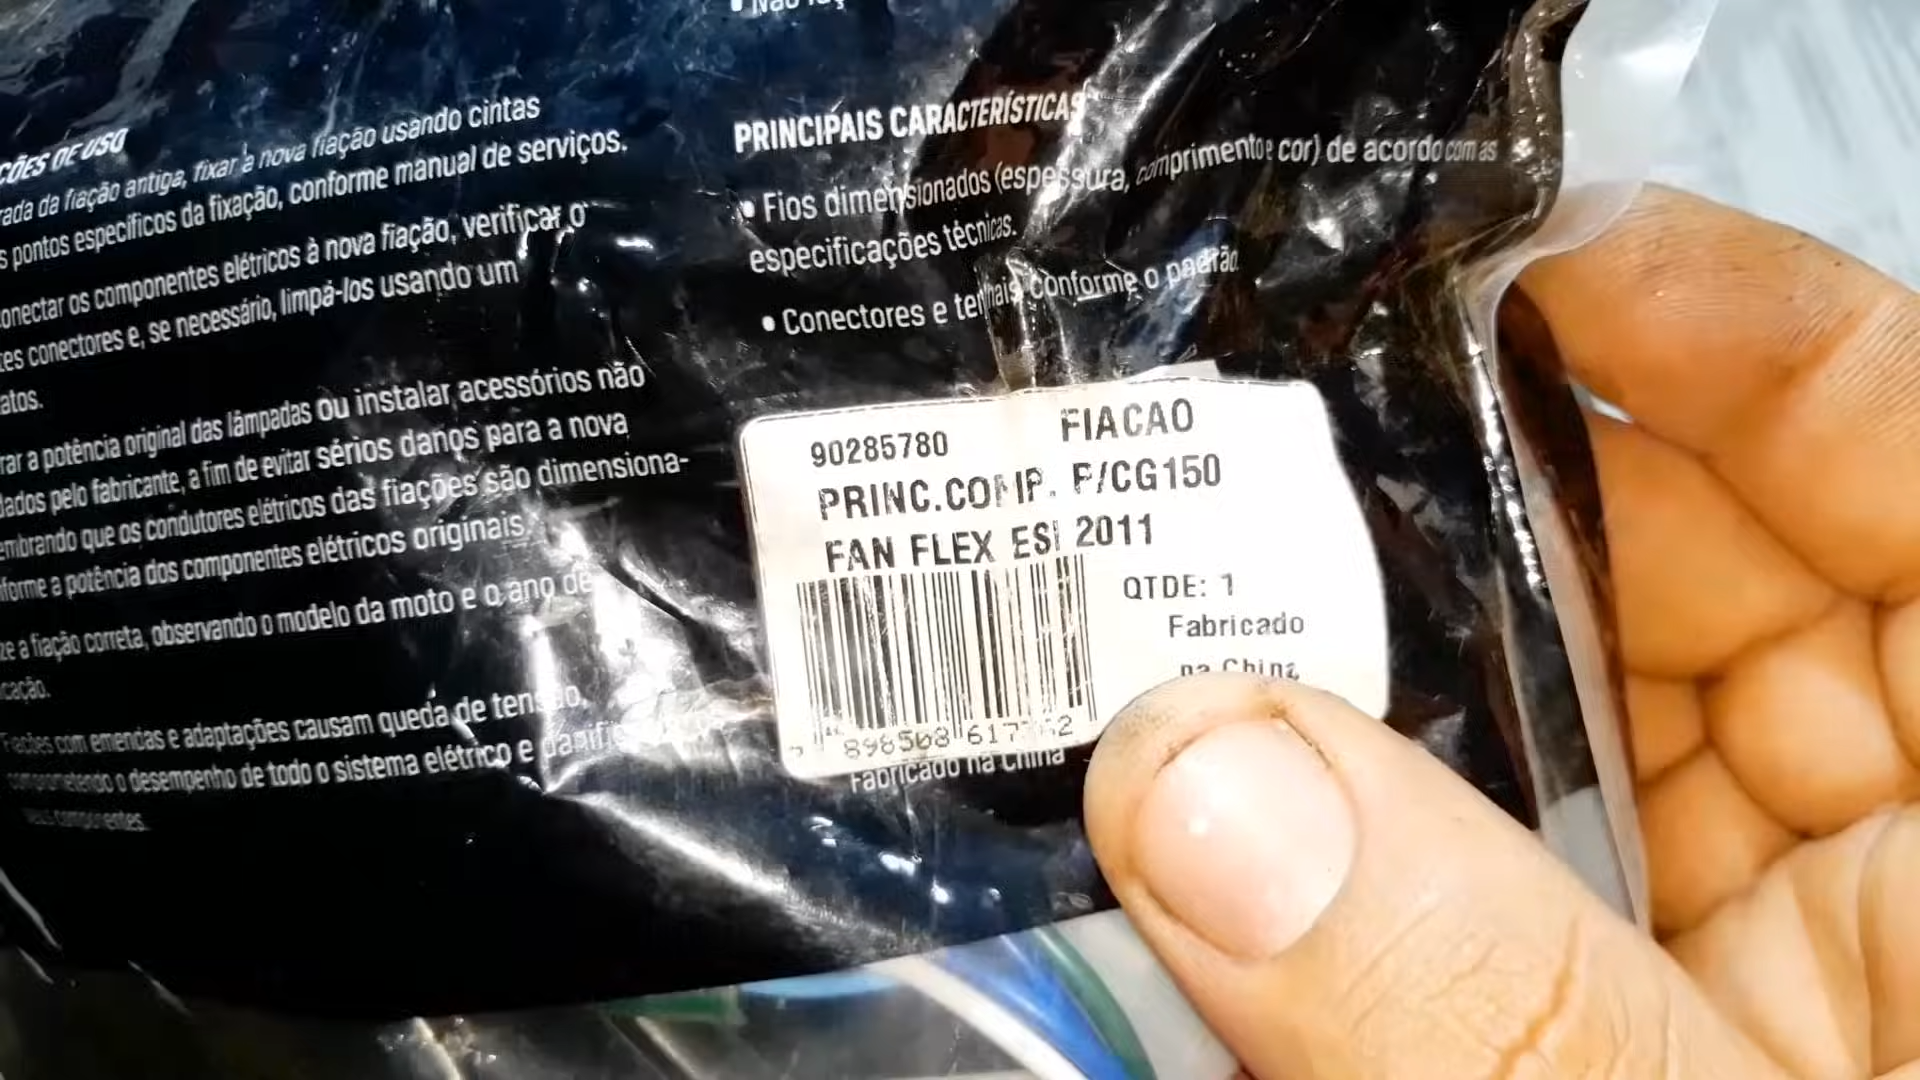 ÇÕES DE USO
rada da fiação antiga, fixar a nova fiação usando cintas
s pontos específicos da fixação, conforme manual de serviços.
onectar os componentes elétricos à nova fiação, verificar o
tes conectores e, se necessário, limpá-los usando um
atos.
rar a potência original das lâmpadas ou instalar acessórios não
dados pelo fabricante, a fim de evitar sérios danos para a nova
embrando que os condutores elétricos das fiações são dimensiona-
nforme a potência dos componentes elétricos originais.
ze a fiação correta, observando o modelo da moto e o ano de
icação.
Fiações com emendas e adaptações causam queda de tensão,
comprometendo o desempenho de todo o sistema elétrico e
seus componentes.
PRINCIPAIS CARACTERÍSTICAS
• Fios dimensionados (espessura, comprimento e cor) de acordo com as
especificações técnicas.
• Conectores e terminais conforme o padrão
90285780 FIACAO
PRINC.COMP. P/CG150
FAN FLEX ESI 2011
QTDE: 1
Fabricado
na China
898508 617
Fabricado na China